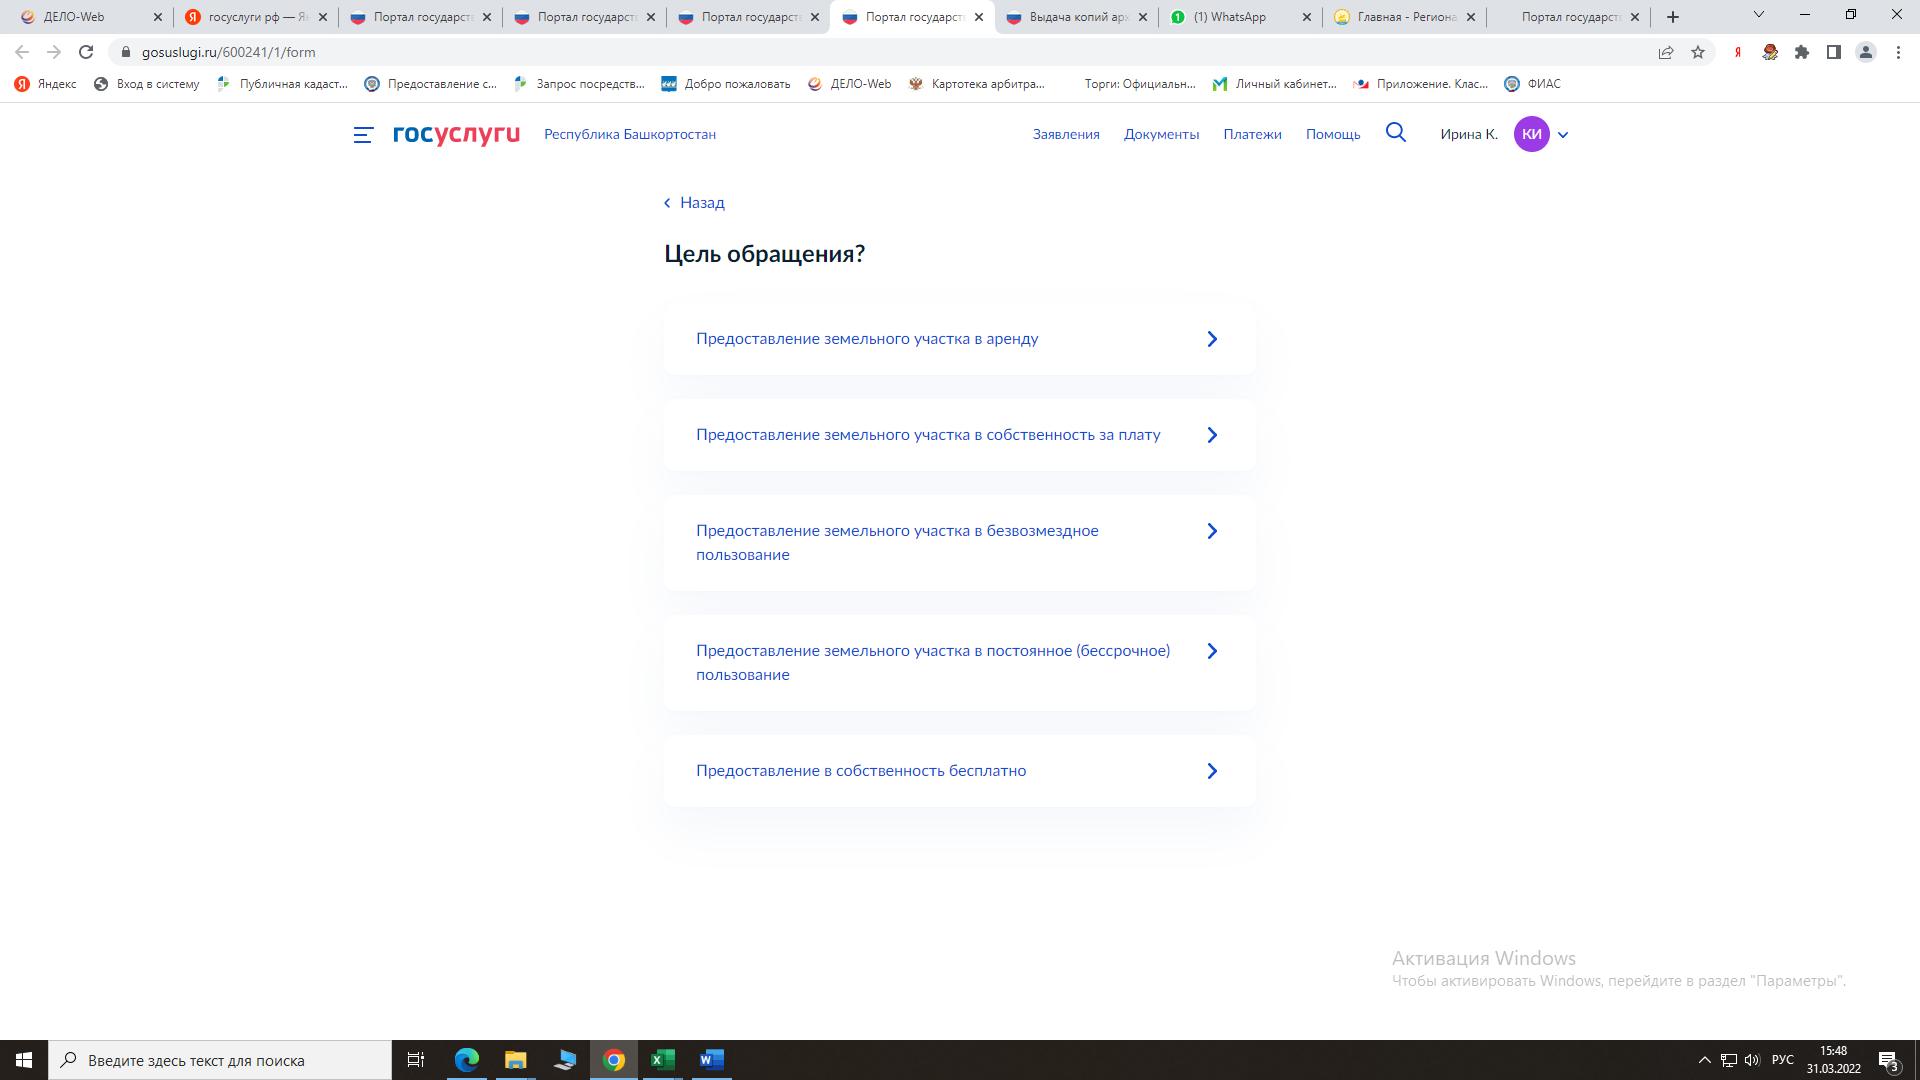 ДЕЛО-Web
госуслуги рф — Ян
Портал государст
Портал государст
Портал государст
Портал государст
Выдача копий арх
(1) WhatsApp
Главная - Региона
Портал государст
gosuslugi.ru/600241/1/form
Яндекс
Вход в систему
Публичная кадаст...
Предоставление с...
Запрос посредств...
Добро пожаловать
ДЕЛО-Web
Картотека арбитра...
Торги: Официальн...
Личный кабинет...
Приложение. Клас...
ФИАС
госуслуги
Республика Башкортостан
Заявления
Документы
Платежи
Помощь
Ирина К.
КИ
Назад
Цель обращения?
Предоставление земельного участка в аренду
Предоставление земельного участка в собственность за плату
Предоставление земельного участка в безвозмездное
пользование
Предоставление земельного участка в постоянное (бессрочное)
пользование
Предоставление в собственность бесплатно
Активация Windows
Чтобы активировать Windows, перейдите в раздел "Параметры".
Введите здесь текст для поиска
РУС
15:48
31.03.2022
3